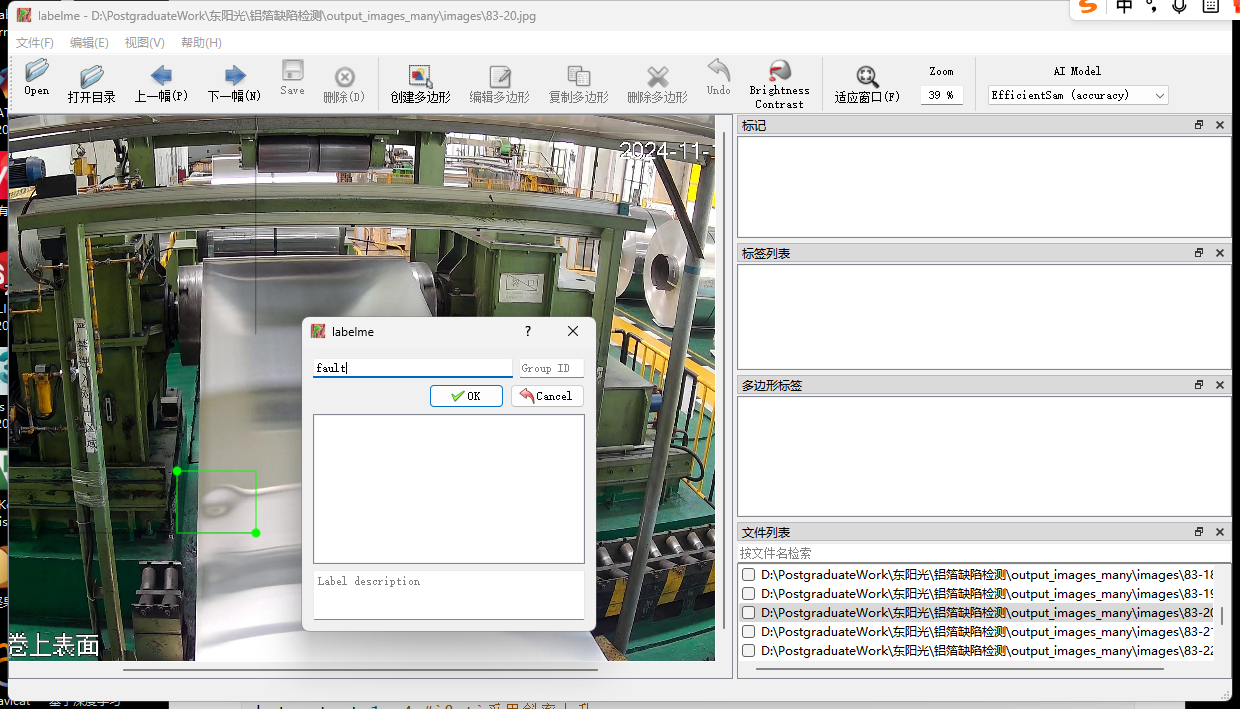 labelme - D:\PostgraduateWork\东阳光\铝箔缺陷检测\output_images_many\images\83-20.jpg
中
文件(F) 编辑(E) 视图(V) 帮助(H)
Open 打开目录 上一幅(P) 下一幅(N) Save 删除(D) 创建多边形 编辑多边形 复制多边形 删除多边形 Undo Brightness Contrast 适应窗口(F)
Zoom
39 %
AI Model
EfficientSam (accuracy)
2024-11-
卷上表面
labelme
?
fault
Group ID
OK
Cancel
Label description
标记
标签列表
多边形标签
文件列表
按文件名检索
D:\PostgraduateWork\东阳光\铝箔缺陷检测\output_images_many\images\83-18
D:\PostgraduateWork\东阳光\铝箔缺陷检测\output_images_many\images\83-19
D:\PostgraduateWork\东阳光\铝箔缺陷检测\output_images_many\images\83-20
D:\PostgraduateWork\东阳光\铝箔缺陷检测\output_images_many\images\83-21
D:\PostgraduateWork\东阳光\铝箔缺陷检测\output_images_many\images\83-22